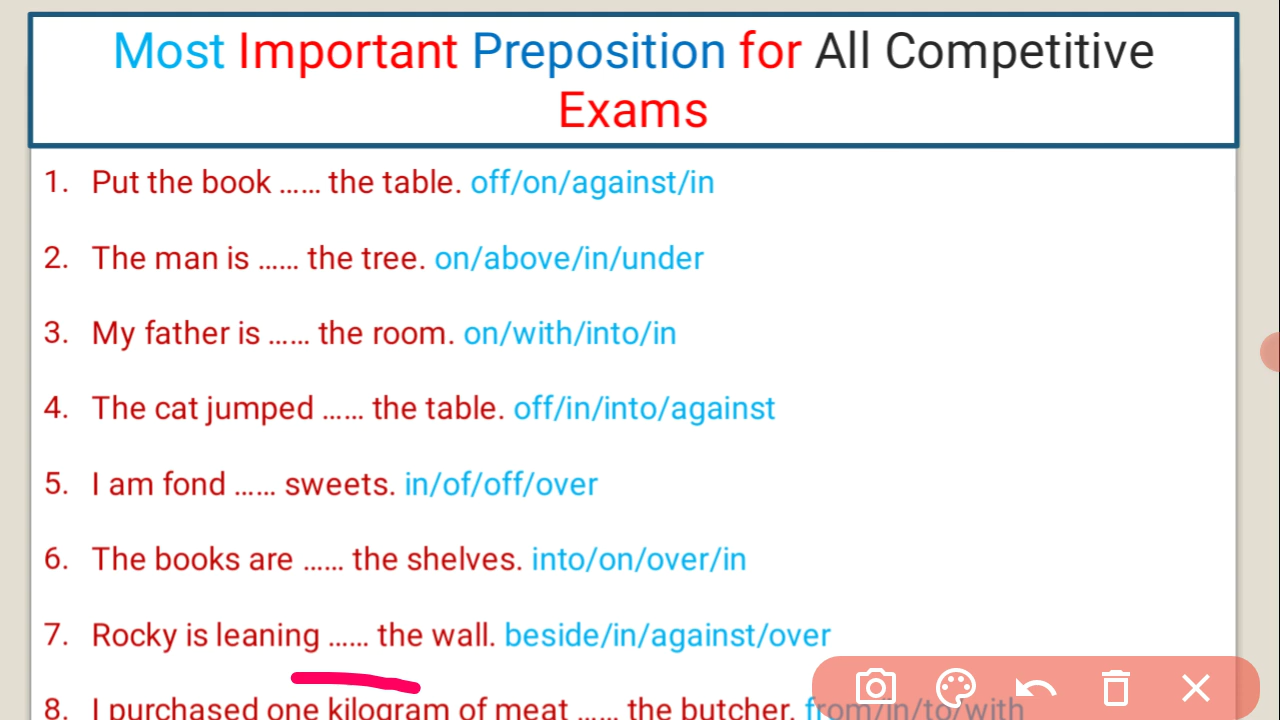 Most Important Preposition for All Competitive
Exams
1. Put the book ...... the table. off/on/against/in
2. The man is ...... the tree. on/above/in/under
3. My father is ...... the room. on/with/into/in
4. The cat jumped ...... the table. off/in/into/against
5. I am fond ...... sweets. in/of/off/over
6. The books are ...... the shelves. into/on/over/in
7. Rocky is leaning ...... the wall. beside/in/against/over
8. I purchased one kilogram of meat ...... the butcher. from/in/to/with